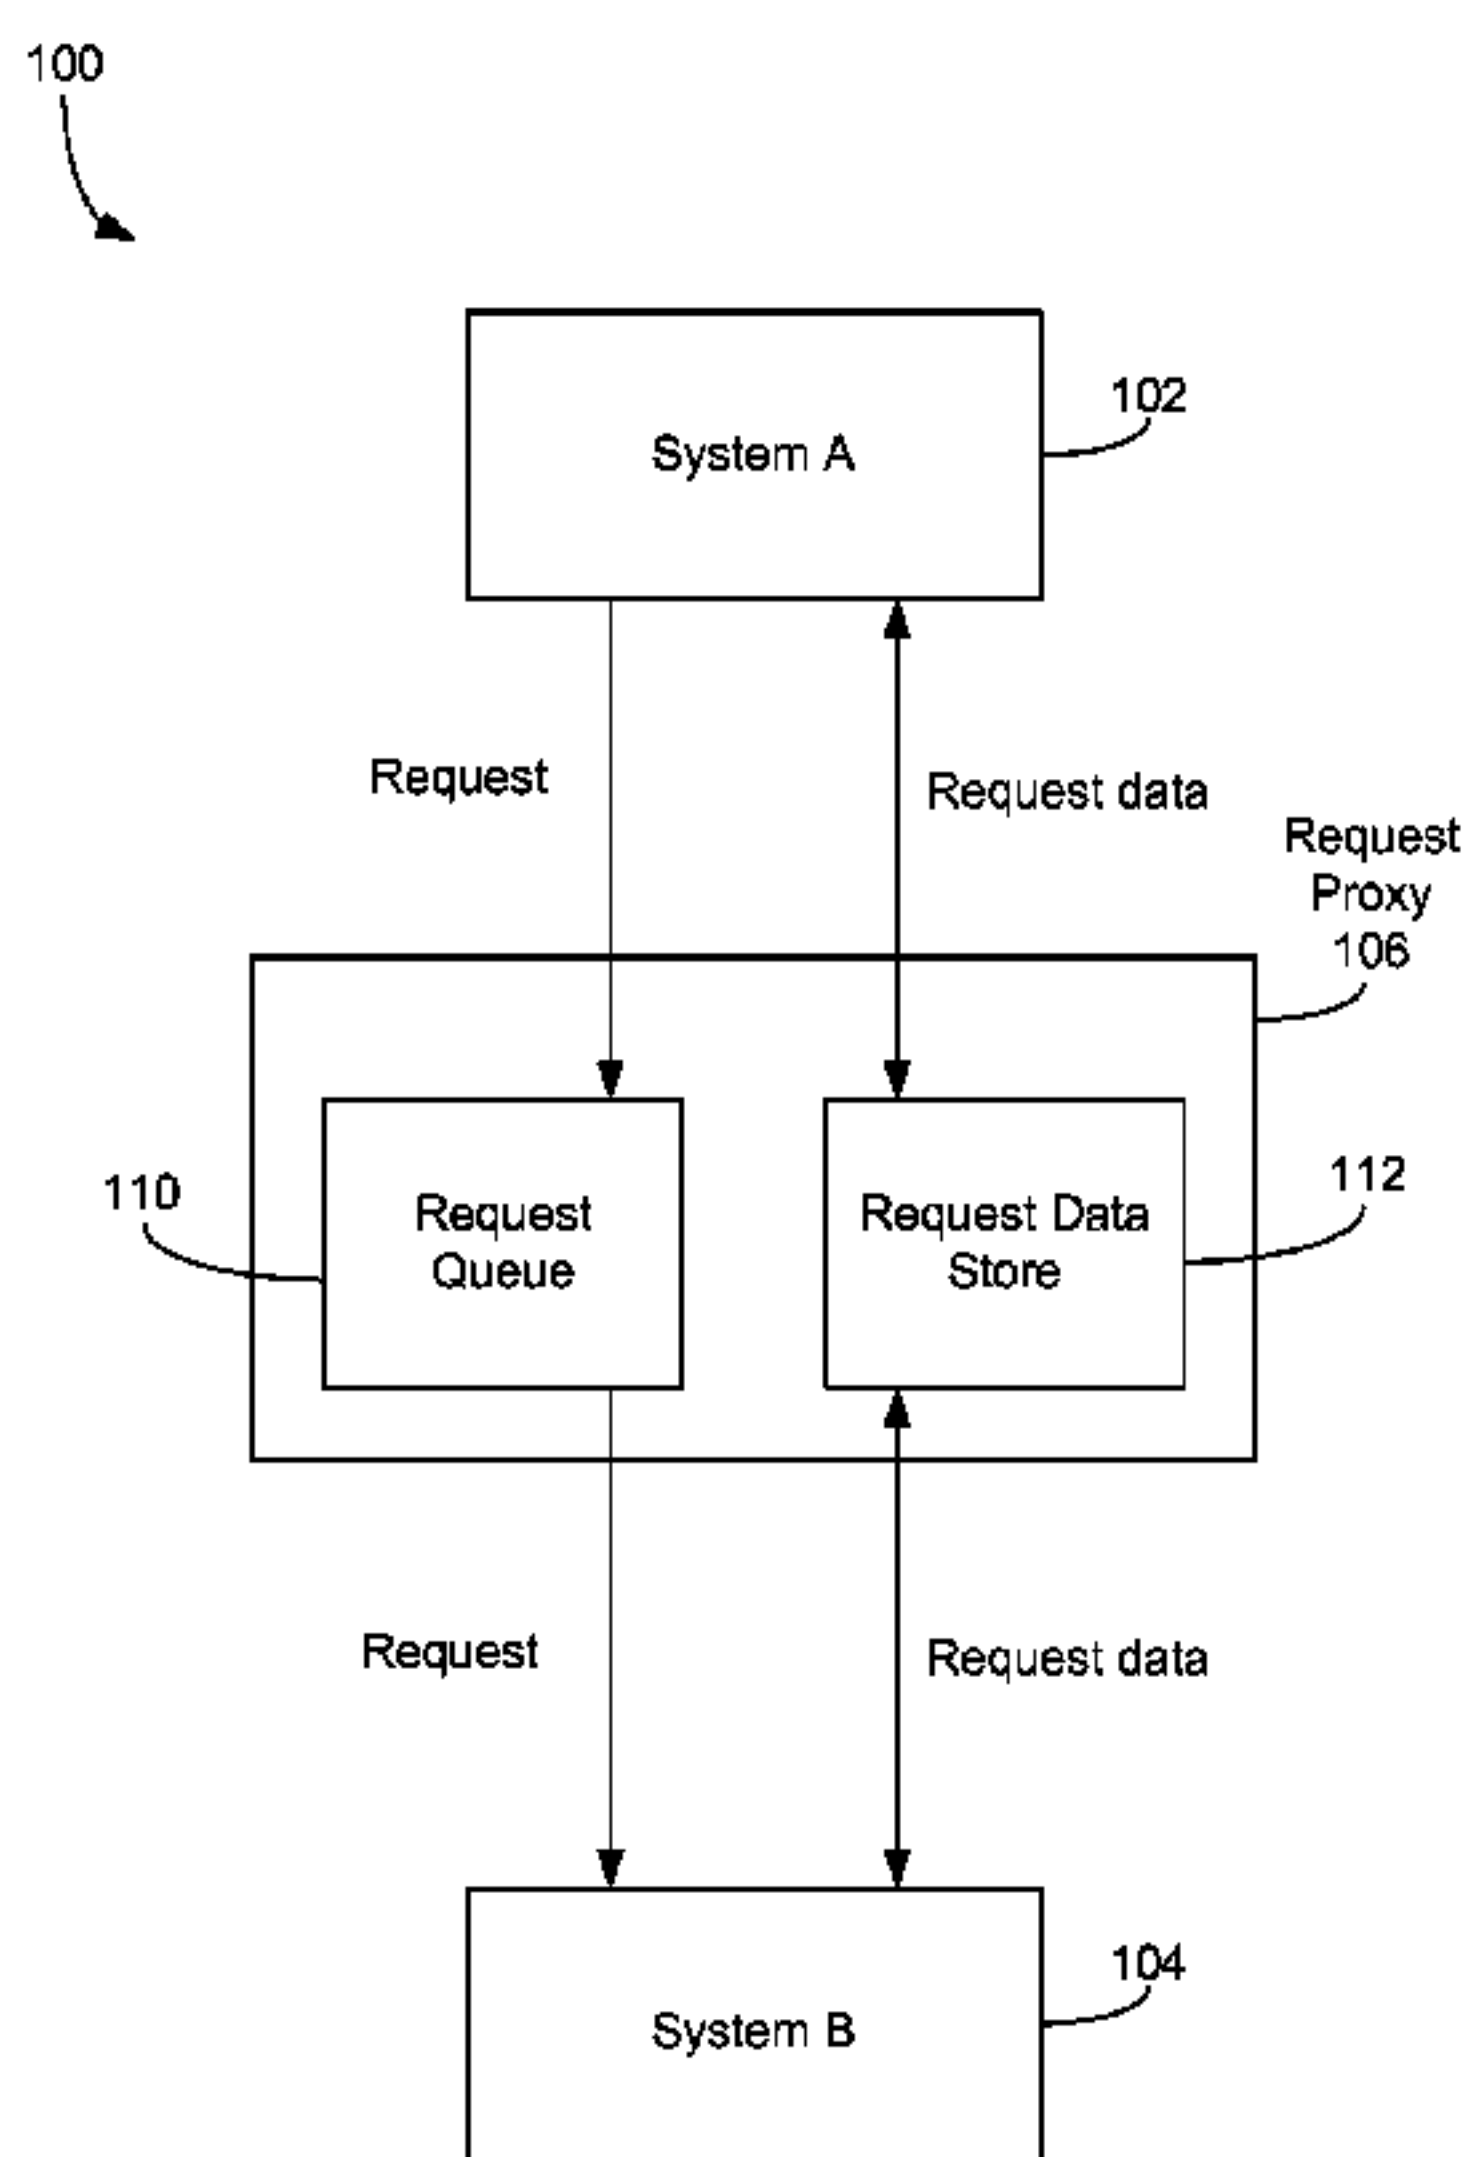 100
System A
102
Request
Request data
Request
Proxy
106
110
Request
Queue
Request Data
Store
112
Request
Request data
System B
104